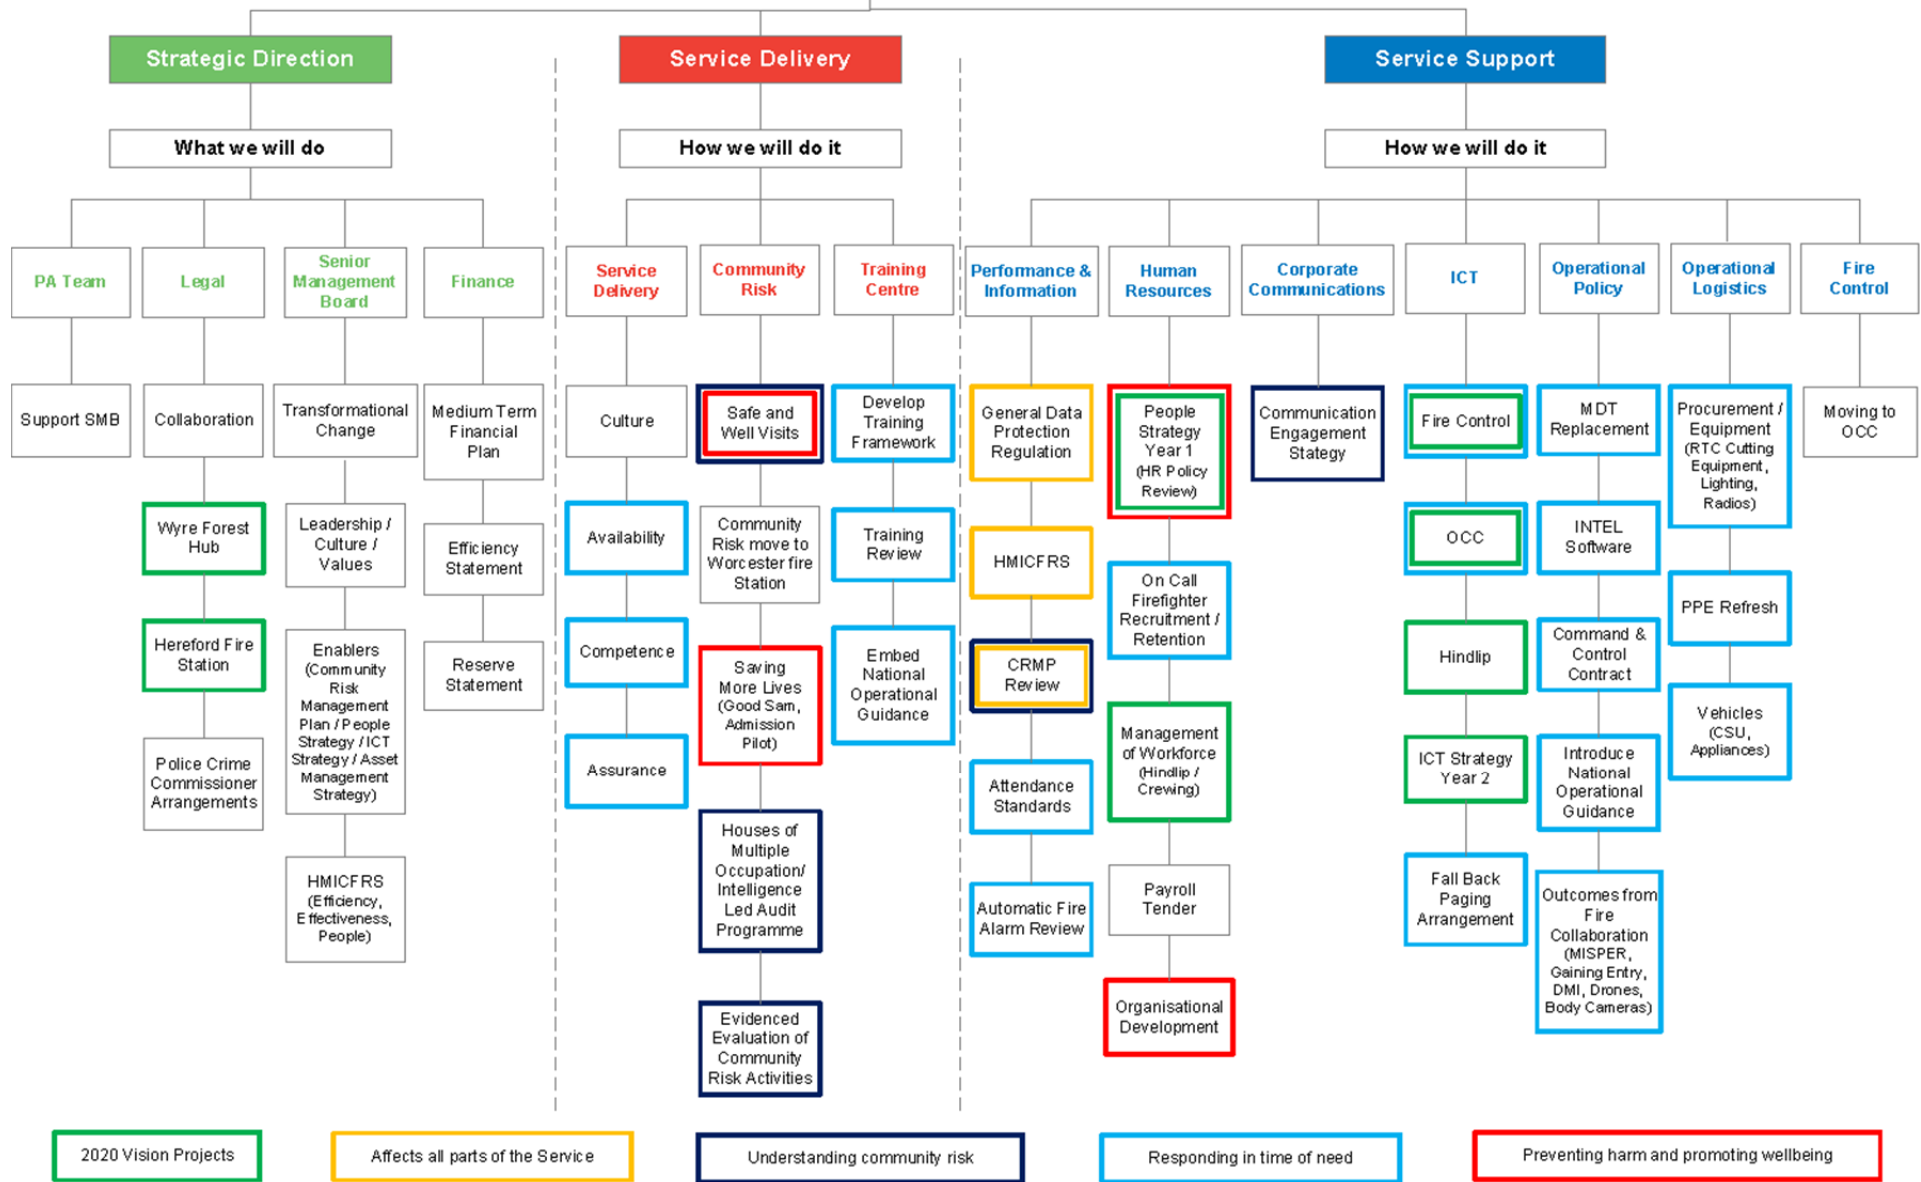 Strategic Direction
Service Delivery
Service Support
What we will do
How we will do it
How we will do it
PA Team
Legal
Senior
Management
Board
Finance
Service
Delivery
Community
Risk
Training
Centre
Performance &
Information
Human
Resources
Corporate
Communications
ICT
Operational
Policy
Operational
Logistics
Fire
Control
Support SMB
Collaboration
Wyre Forest
Hub
Hereford Fire
Station
Police Crime
Commissioner
Arrangements
Transformational
Change
Leadership /
Culture /
Values
Enablers
(Community
Risk
Management
Plan / People
Strategy / ICT
Strategy / Asset
Management
Strategy)
HMICFRS
(Efficiency,
Effectiveness,
People)
Medium Term
Financial
Plan
Efficiency
Statement
Reserve
Statement
Culture
Availability
Competence
Assurance
Safe and
Well Visits
Community
Risk move to
Worcester fire
Station
Saving
More Lives
(Good Sam,
Admission
Pilot)
Houses of
Multiple
Occupation/
Intelligence
Led Audit
Programme
Evidenced
Evaluation of
Community
Risk Activities
Develop
Training
Framework
Training
Review
Embed
National
Operational
Guidance
General Data
Protection
Regulation
HMICFRS
CRMP
Review
Attendance
Standards
Automatic Fire
Alarm Review
People
Strategy
Year 1
(HR Policy
Review)
On Call
Firefighter
Recruitment /
Retention
Management
of Workforce
(Hindlip /
Crewing)
Payroll
Tender
Organisational
Development
Communication
Engagement
Stategy
Fire Control
OCC
Hindlip
ICT Strategy
Year 2
Fall Back
Paging
Arrangement
MDT
Replacement
INTEL
Software
Command &
Control
Contract
Introduce
National
Operational
Guidance
Outcomes from
Fire
Collaboration
(MISPER,
Gaining Entry,
DMI, Drones,
Body Cameras)
Procurement /
Equipment
(RTC Cutting
Equipment,
Lighting,
Radios)
PPE Refresh
Vehicles
(CSU,
Appliances)
Moving to
OCC
2020 Vision Projects
Affects all parts of the Service
Understanding community risk
Responding in time of need
Preventing harm and promoting wellbeing